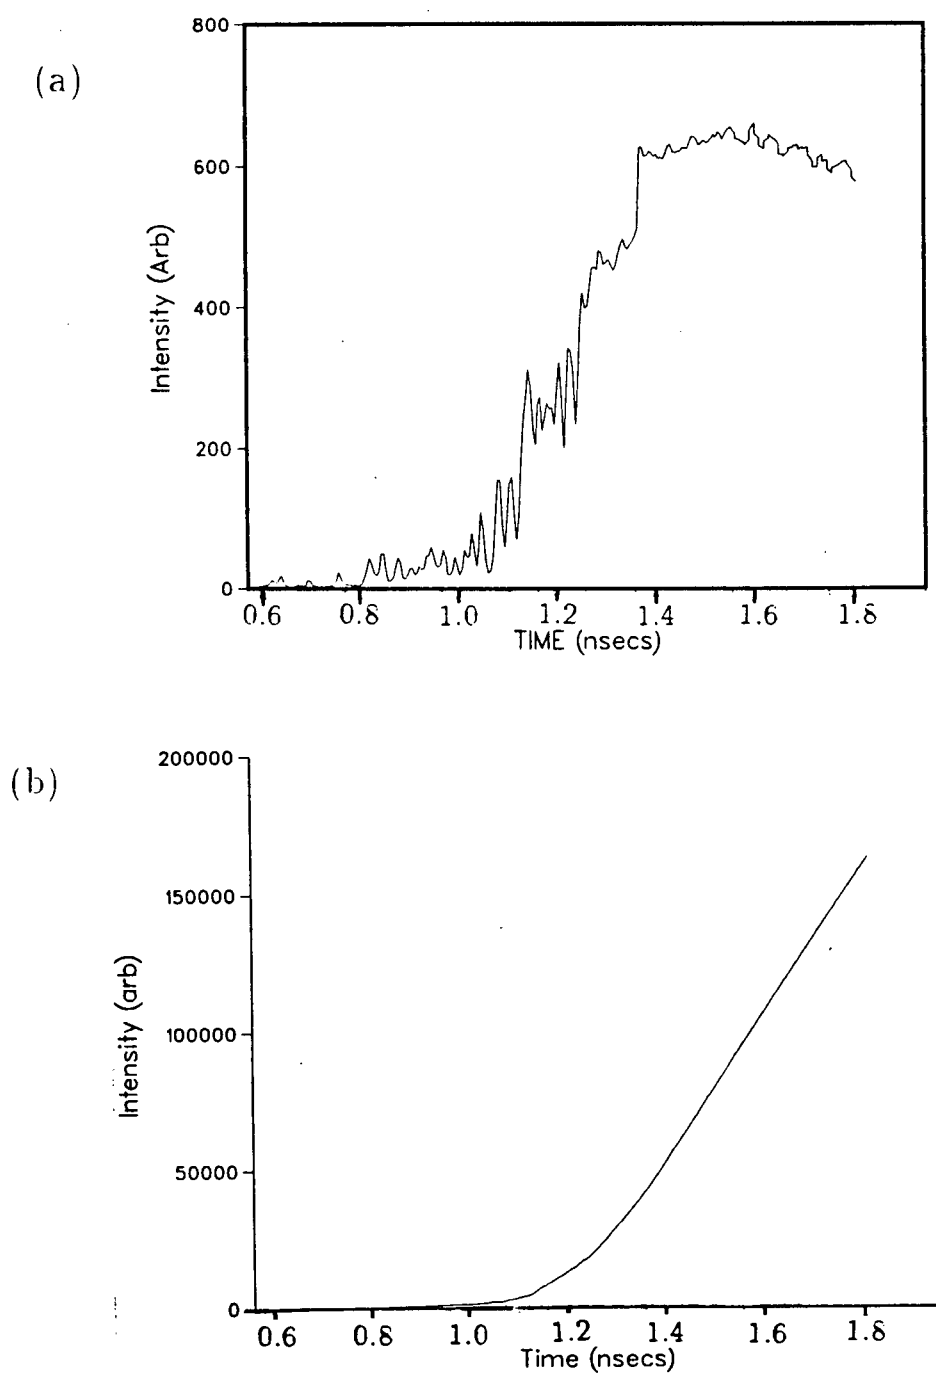 (a)
800
600
400
200
0
Intensity (Arb)
0.6 0.8 1.0 1.2 1.4 1.6 1.8
TIME (nsecs)
(b)
200000
150000
100000
50000
0
Intensity (arb)
0.6 0.8 1.0 1.2 1.4 1.6 1.8
Time (nsecs)